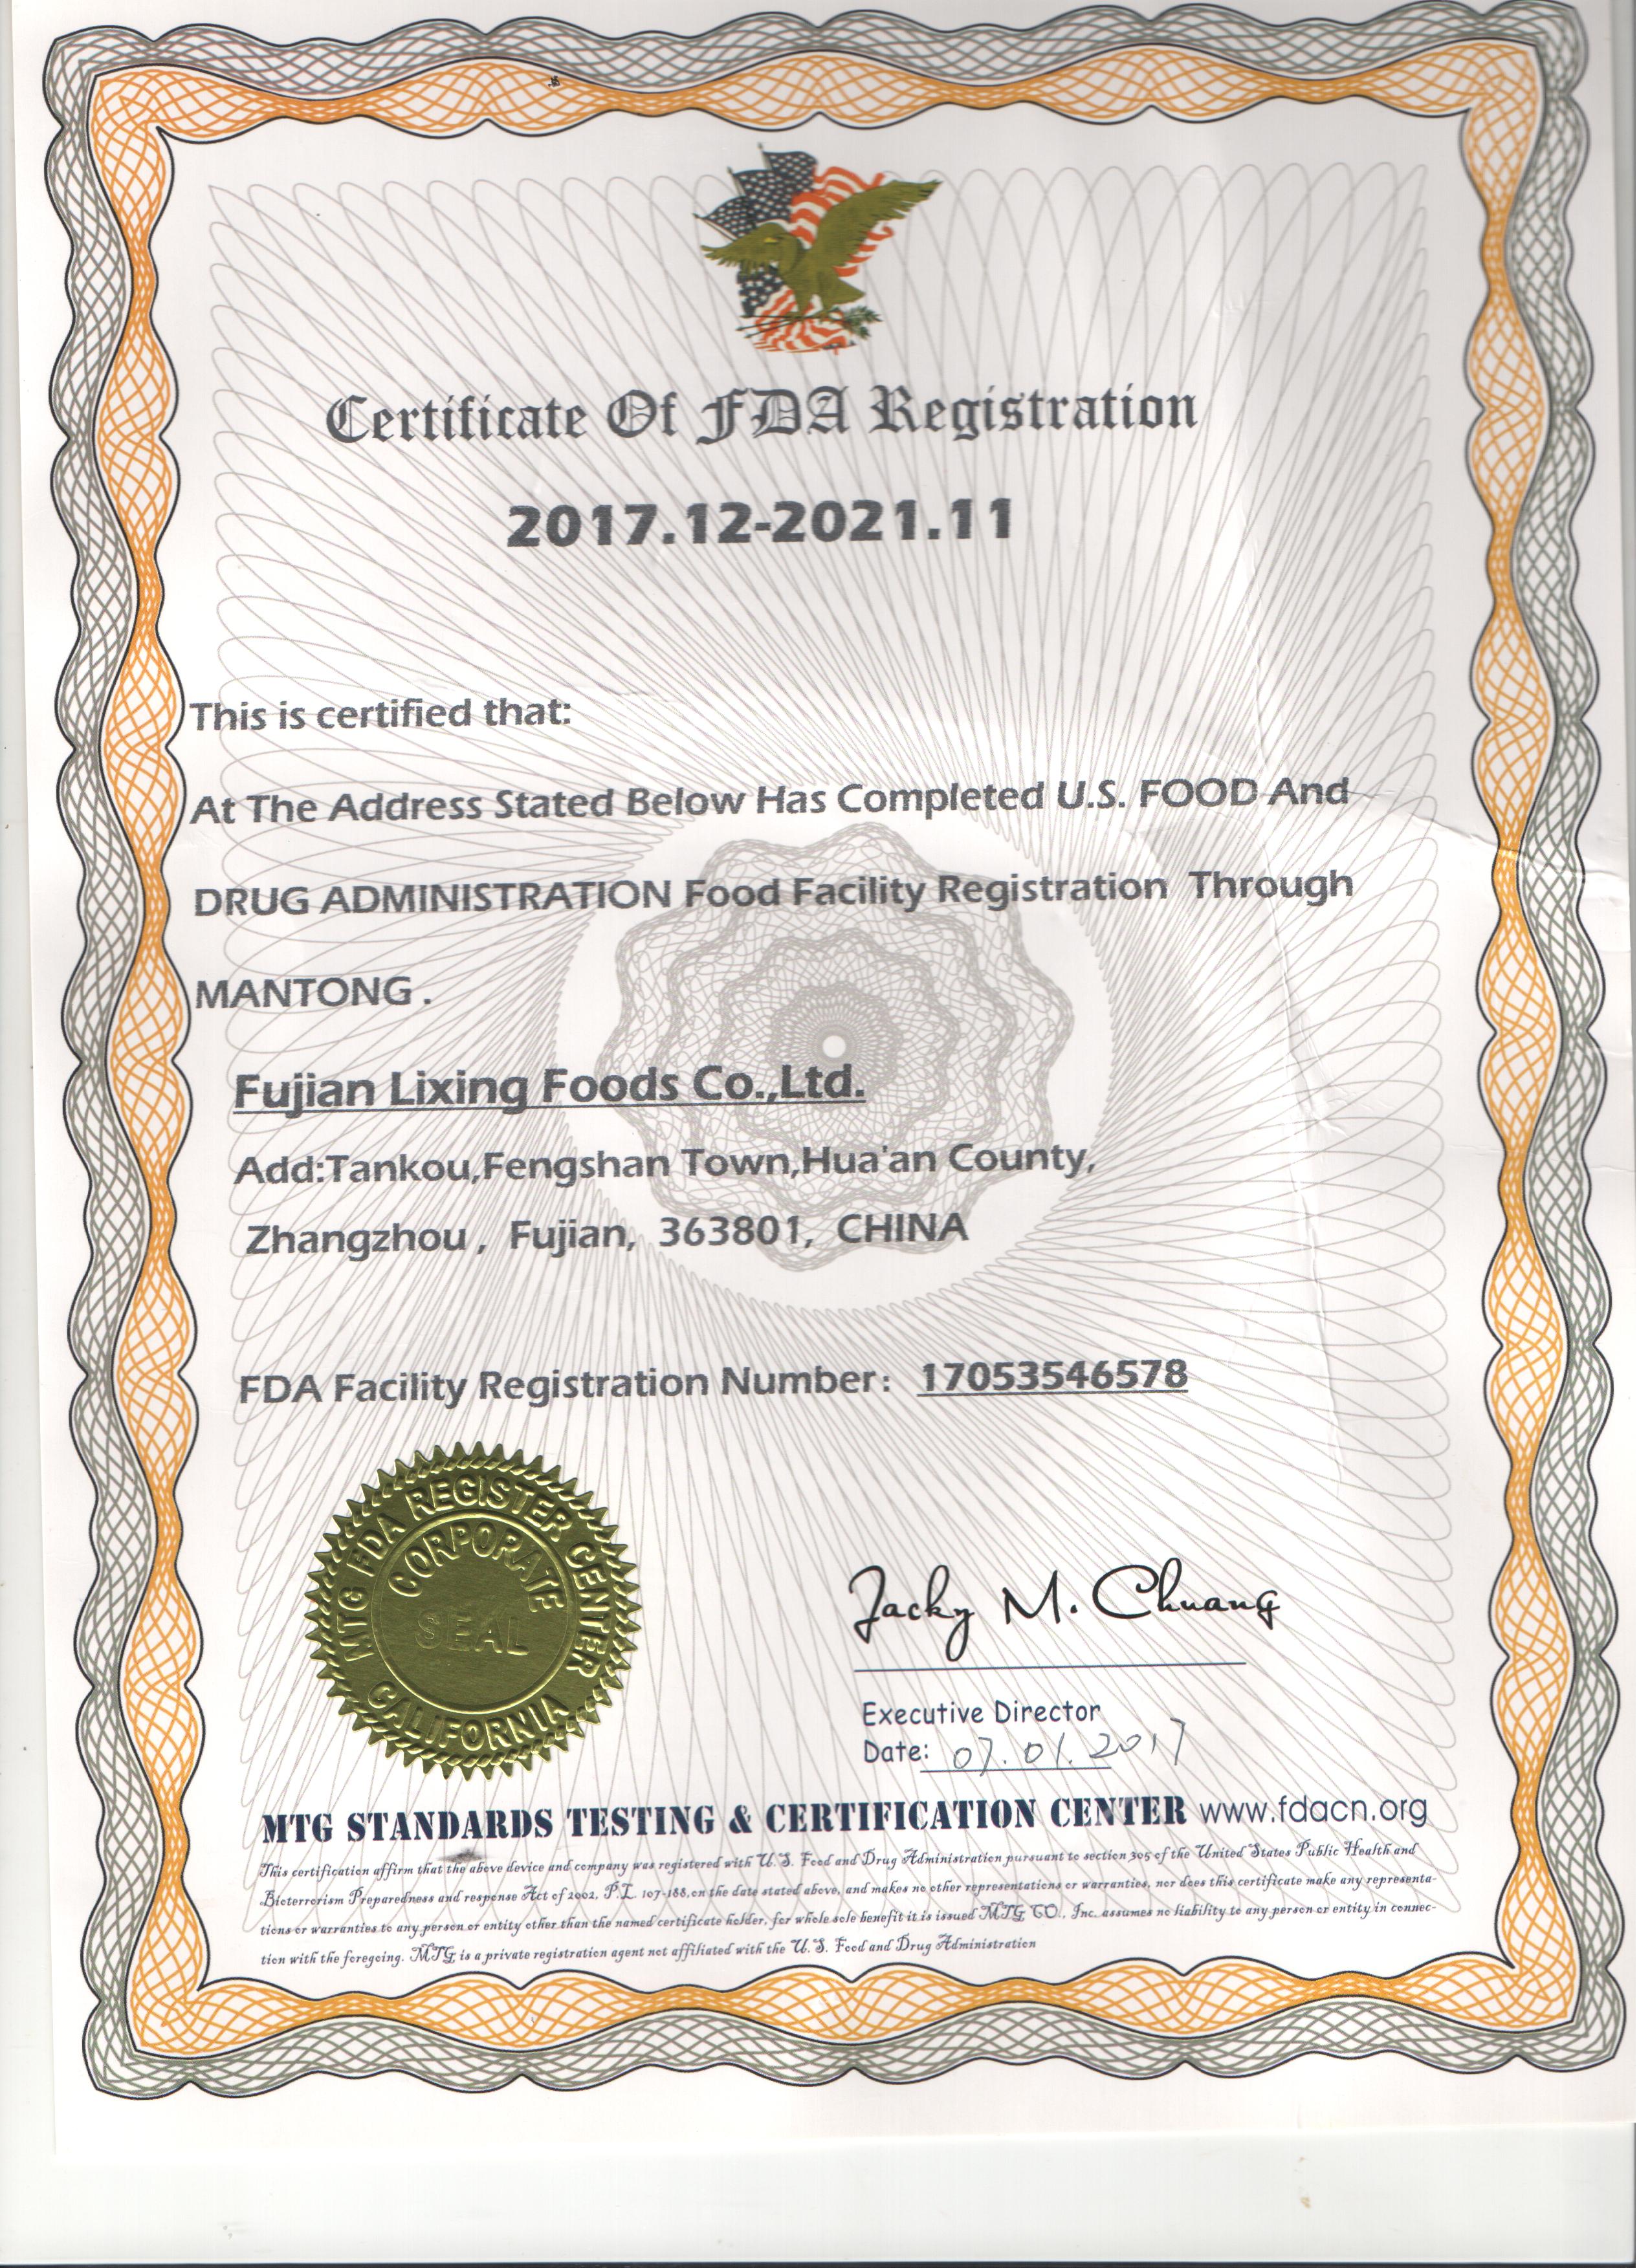 Certificate Of FDA Registration
2017.12-2021.11
This is certified that:
At The Address Stated Below Has Completed U.S. FOOD And
DRUG ADMINISTRATION Food Facility Registration Through
MANTONG.
Fujian Lixing Foods Co.,Ltd.
Add:Tankou,Fengshan Town,Hua'an County,
Zhangzhou, Fujian, 363801, CHINA
FDA Facility Registration Number: 17053546578
MTG FDA REGISTER CENTER
CORPORATE
SEAL
CALIFORNIA
Jacky M. Chuang
Executive Director
Date: 07.01.2017
MTG STANDARDS TESTING & CERTIFICATION CENTER www.fdacn.org
This certification affirm that the above device and company was registered with U.S. Food and Drug Administration pursuant to section 305 of the United States Public Health and
Bioterrorism Preparedness and response Act of 2002, P.L. 107-188,on the date stated above, and makes no other representations or warranties, nor does this certificate make any representa-
tions or warranties to any person or entity other than the named certificate holder, for whole sole benefit it is issued MTG CO., Inc. assumes no liability to any person or entity in connec-
tion with the foregoing. MTG is a private registration agent not affiliated with the U.S. Food and Drug Administration